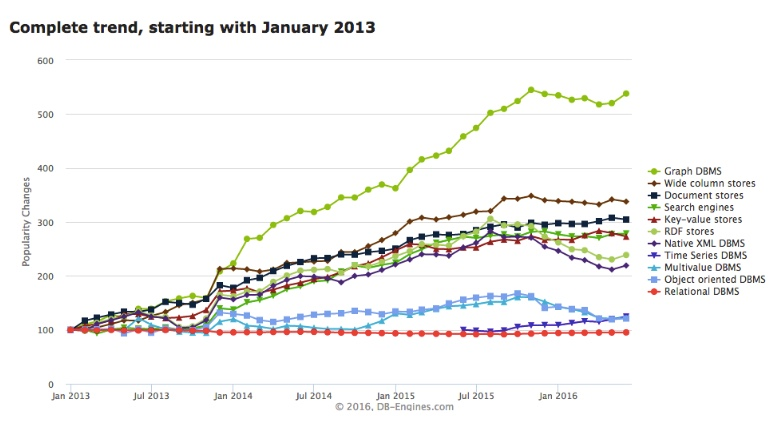 Complete trend, starting with January 2013
600
500
400
300
200
100
0
Popularity Changes
Jan 2013
Jul 2013
Jan 2014
Jul 2014
Jan 2015
Jul 2015
Jan 2016
Graph DBMS
Wide column stores
Document stores
Search engines
Key-value stores
RDF stores
Native XML DBMS
Time Series DBMS
Multivalue DBMS
Object oriented DBMS
Relational DBMS
© 2016, DB-Engines.com